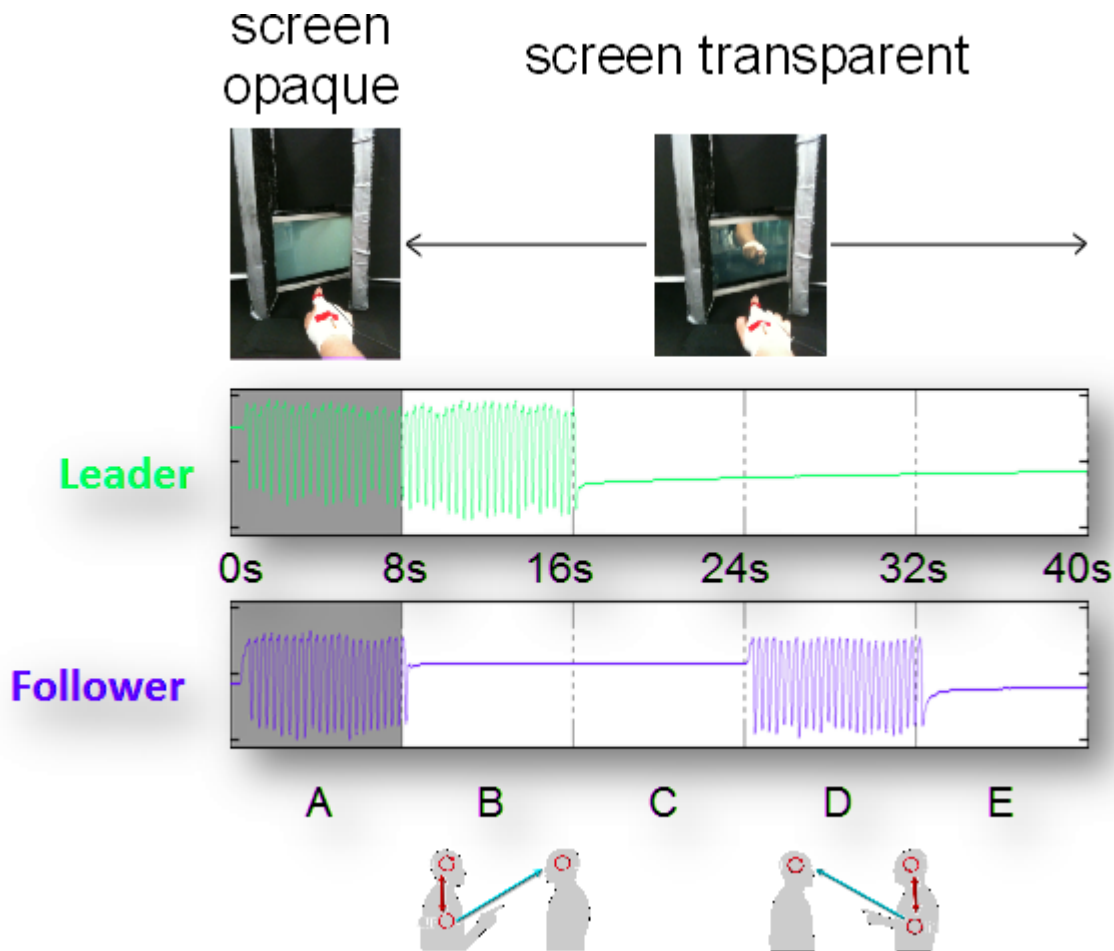 screen
opaque
screen transparent
Leader
0s 8s 16s 24s 32s 40s
Follower
A B C D E